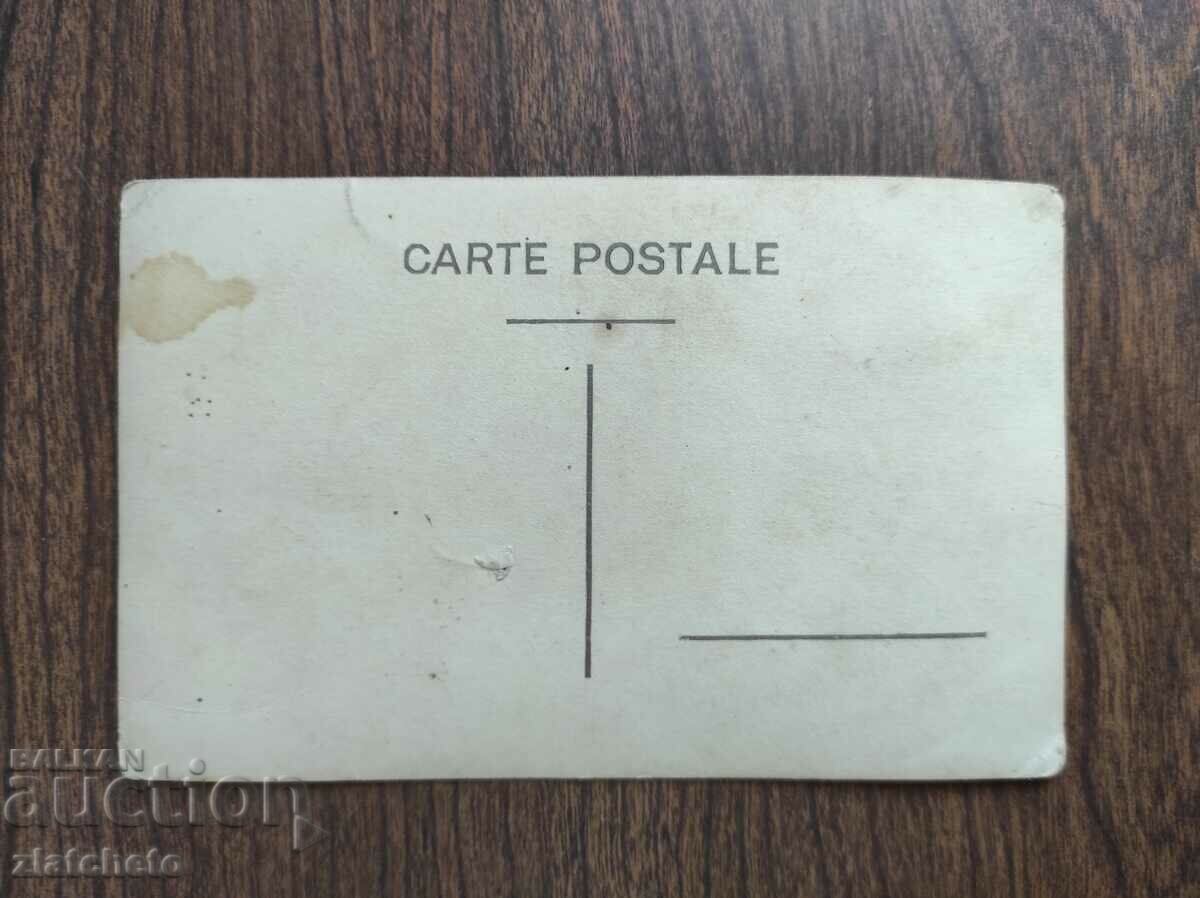 CARTE POSTALE
BALKAN
auction
zlatcheto